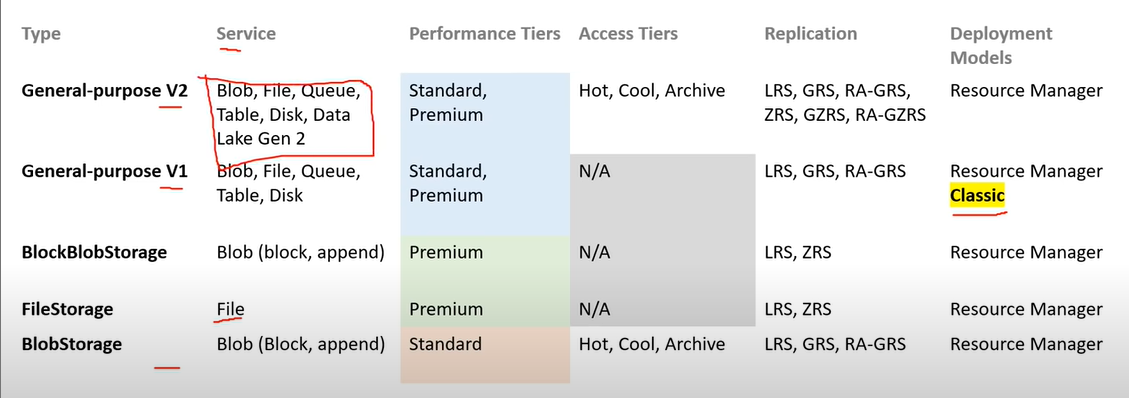 Type Service Performance Tiers Access Tiers Replication Deployment
Models
General-purpose V2 Blob, File, Queue, Standard, Hot, Cool, Archive LRS, GRS, RA-GRS, Resource Manager
Table, Disk, Data Premium ZRS, GZRS, RA-GZRS
Lake Gen 2
General-purpose V1 Blob, File, Queue, Standard, N/A LRS, GRS, RA-GRS Resource Manager
Table, Disk Premium Classic
BlockBlobStorage Blob (block, append) Premium N/A LRS, ZRS Resource Manager
FileStorage File Premium N/A LRS, ZRS Resource Manager
BlobStorage Blob (Block, append) Standard Hot, Cool, Archive LRS, GRS, RA-GRS Resource Manager